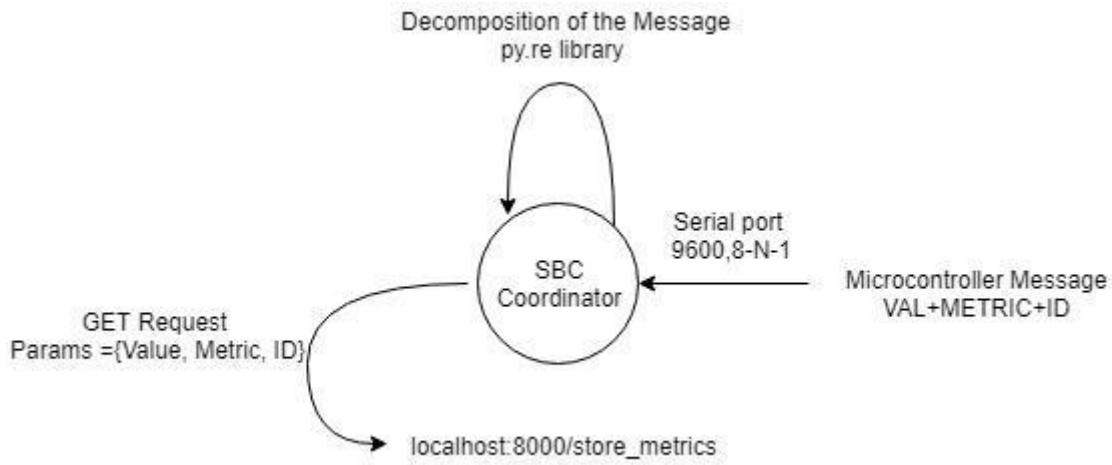 Decomposition of the Message
py.re library
Serial port
9600,8-N-1
SBC
Coordinator
Microcontroller Message
VAL+METRIC+ID
GET Request
Params ={Value, Metric, ID}
localhost:8000/store_metrics